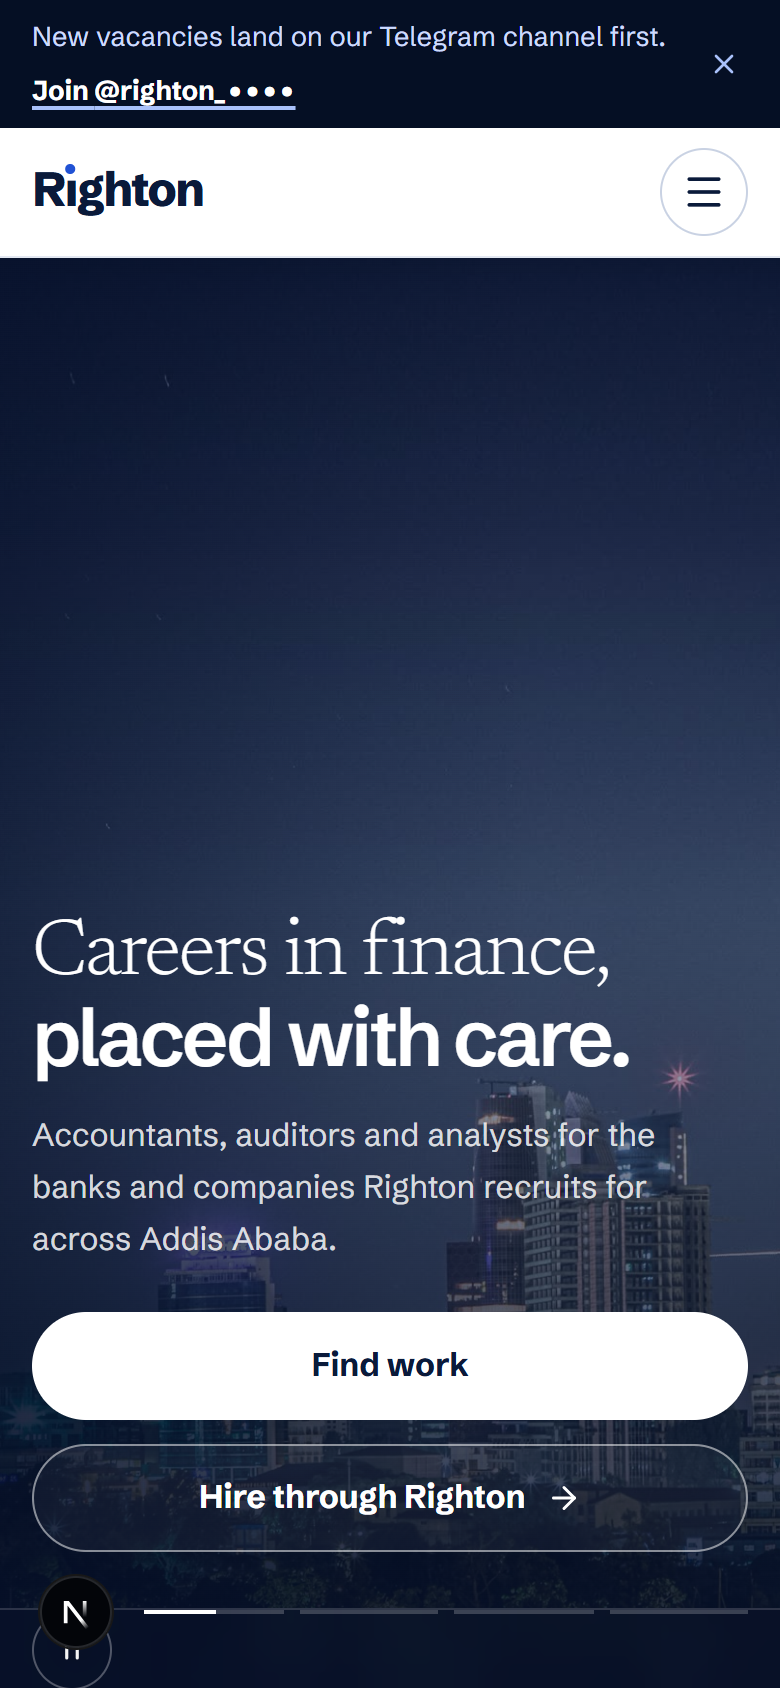 New vacancies land on our Telegram channel first.
Join @righton_••••
Righton
Careers in finance,
placed with care.
Accountants, auditors and analysts for the
banks and companies Righton recruits for
across Addis Ababa.
Find work
Hire through Righton →
N